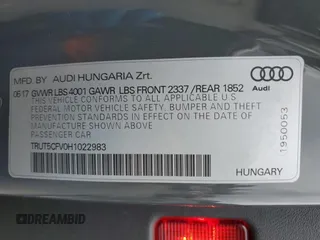 MFD. BY AUDI HUNGARIA Zrt.
0617 GVWR LBS 4001 GAWR LBS FRONT 2337 /REAR 1852
THIS VEHICLE CONFORMS TO ALL APPLICABLE U.S.
FEDERAL MOTOR VEHICLE SAFETY, BUMPER AND
THEFT PREVENTION STANDARDS IN EFFECT ON THE
DATE OF MANUFACTURE SHOWN ABOVE
PASSENGER CAR
TRUT5CFV0H1022983
HUNGARY
Audi
1950053
DREAMBID